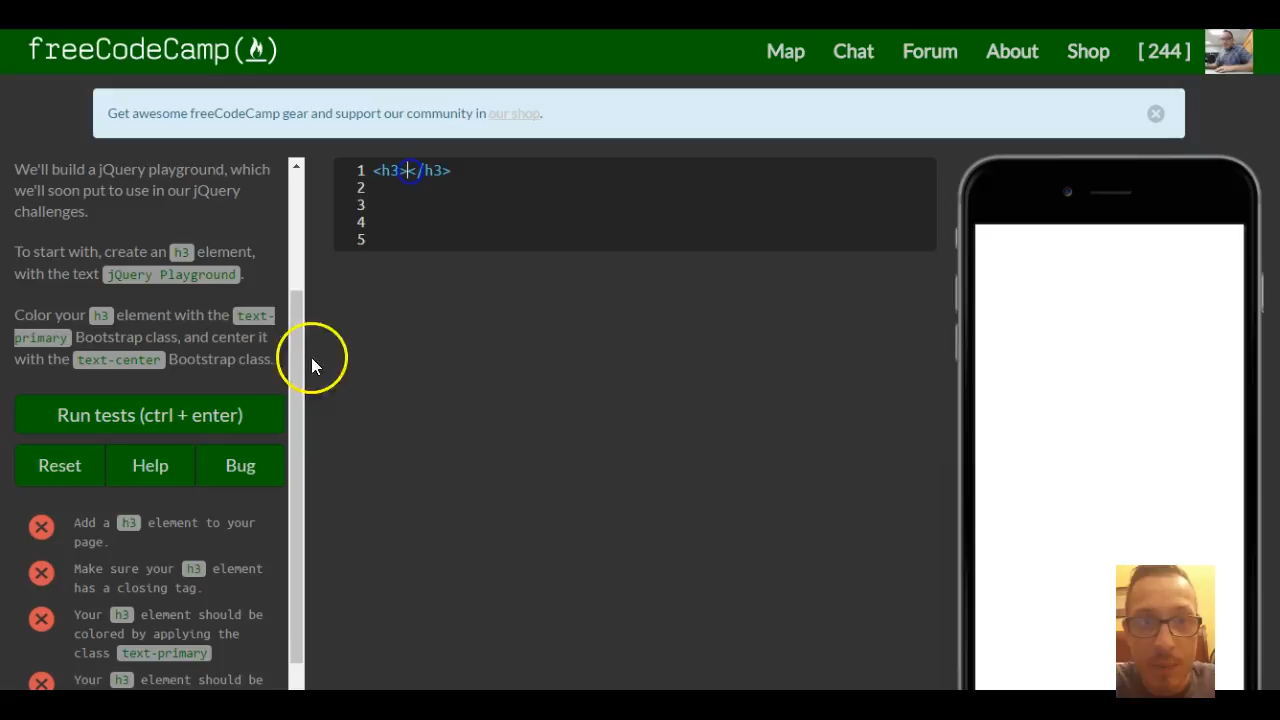 freeCodeCamp
Map Chat Forum About Shop [ 244 ]
Get awesome freeCodeCamp gear and support our community in our shop.
We'll build a jQuery playground, which
we'll soon put to use in our jQuery
challenges.
To start with, create an h3 element,
with the text jQuery Playground.
Color your h3 element with the text-
primary Bootstrap class, and center it
with the text-center Bootstrap class.
Run tests (ctrl + enter)
Reset Help Bug
Add a h3 element to your
page.
Make sure your h3 element
has a closing tag.
Your h3 element should be
colored by applying the
class text-primary
Your h3 element should be
1 <h3></h3>
2
3
4
5